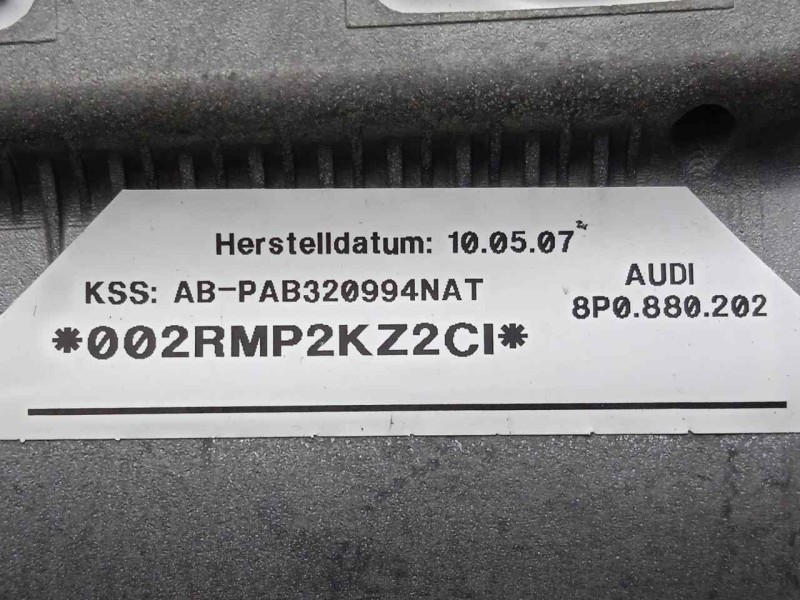 Herstelldatum: 10.05.07
KSS: AB-PAB320994NAT
AUDI
8P0.880.202
*002RMP2KZ2CI*